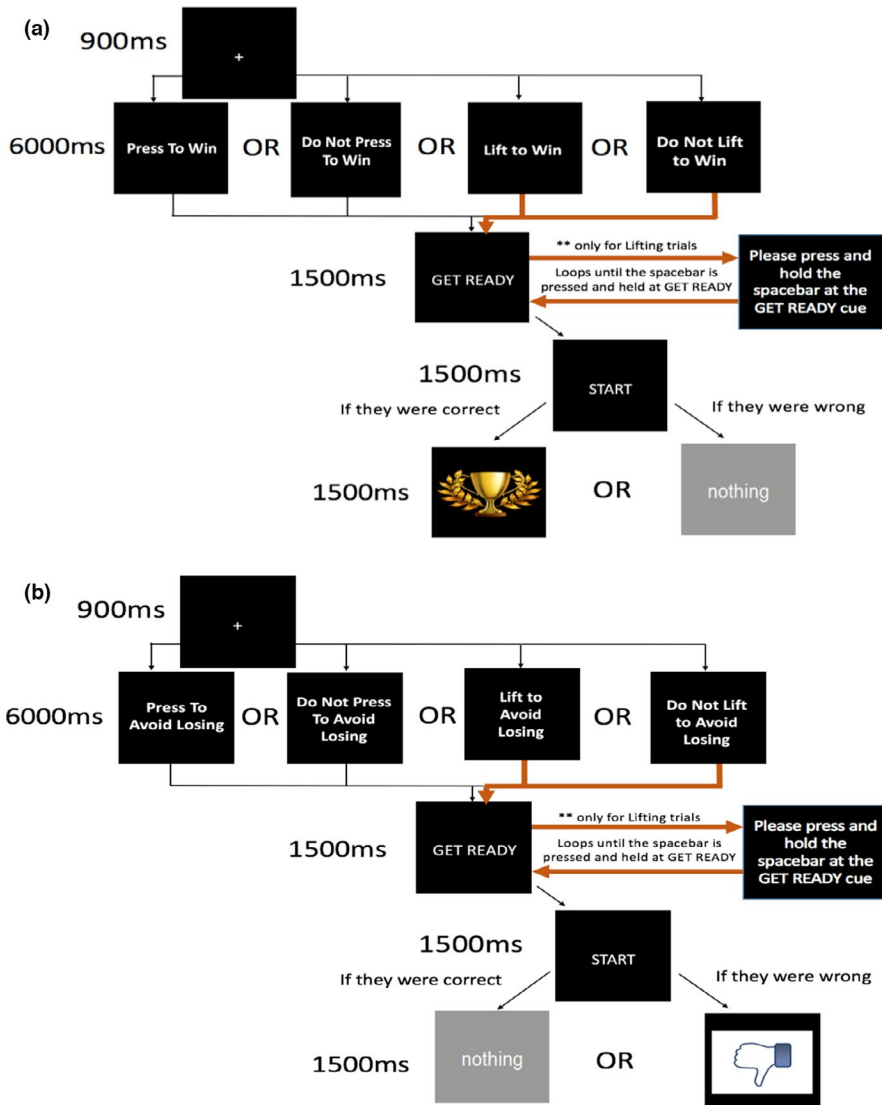 (a)
900ms
+
6000ms
Press To Win
OR
Do Not Press
To Win
OR
Lift to Win
OR
Do Not Lift
to Win
1500ms
GET READY
** only for Lifting trials
Loops until the spacebar is
pressed and held at GET READY
Please press and
hold the
spacebar at the
GET READY cue
1500ms
START
If they were correct
If they were wrong
1500ms
OR
nothing
(b)
900ms
+
6000ms
Press To
Avoid Losing
OR
Do Not Press
To Avoid
Losing
OR
Lift to
Avoid
Losing
OR
Do Not Lift
to Avoid
Losing
1500ms
GET READY
** only for Lifting trials
Loops until the spacebar is
pressed and held at GET READY
Please press and
hold the
spacebar at the
GET READY cue
1500ms
START
If they were correct
If they were wrong
1500ms
nothing
OR